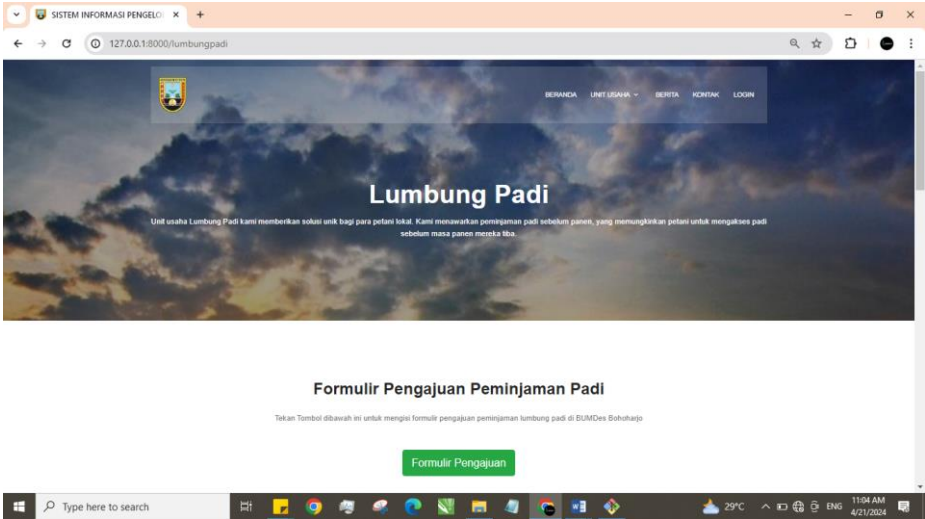 SISTEM INFORMASI PENGELO
127.0.0.1:8000/lumbungpadi
BERANDA UNIT USAHA BERITA KONTAK LOGIN
Lumbung Padi
Unit usaha Lumbung Padi kami memberikan solusi unik bagi para petani lokal. Kami menawarkan peminjaman padi sebelum panen, yang memungkinkan petani untuk mengakses padi
sebelum masa panen mereka tiba.
Formulir Pengajuan Peminjaman Padi
Tekan Tombol dibawah ini untuk mengisi formulir pengajuan peminjaman lumbung padi di BUMDes Bohoharjo
Formulir Pengajuan
Type here to search
29°C
ENG
11:04 AM
4/21/2024